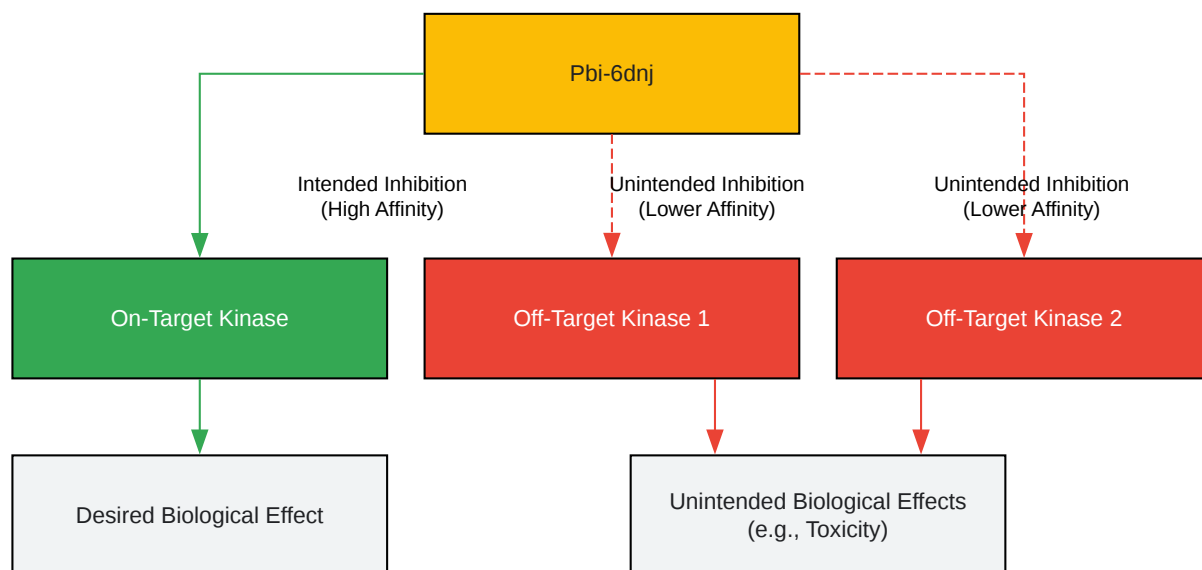 Pbi-6dnj
Intended Inhibition
(High Affinity)
Unintended Inhibition
(Lower Affinity)
Unintended Inhibition
(Lower Affinity)
On-Target Kinase
Off-Target Kinase 1
Off-Target Kinase 2
Desired Biological Effect
Unintended Biological Effects
(e.g., Toxicity)